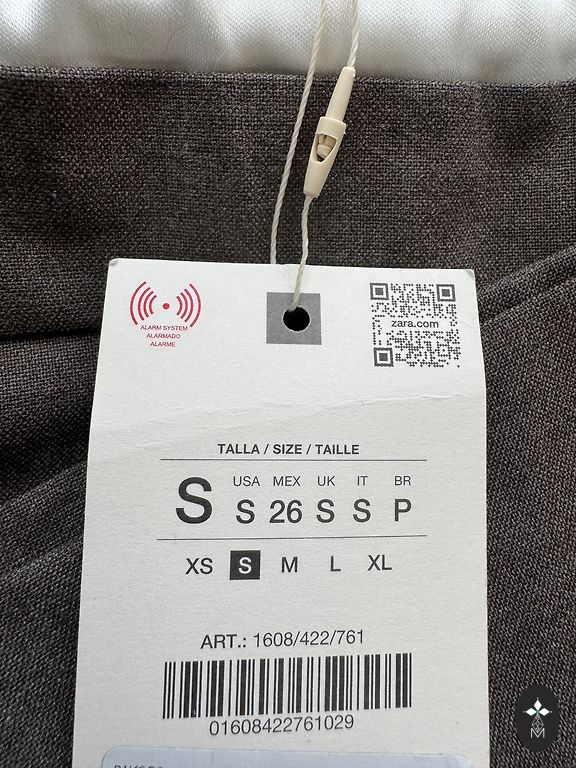 ALARM SYSTEM
ALARMADO
ALARME
zara.com
TALLA / SIZE / TAILLE
S
USA MEX UK IT BR
S 26 S S P
XS S M L XL
ART.: 1608/422/761
01608422761029